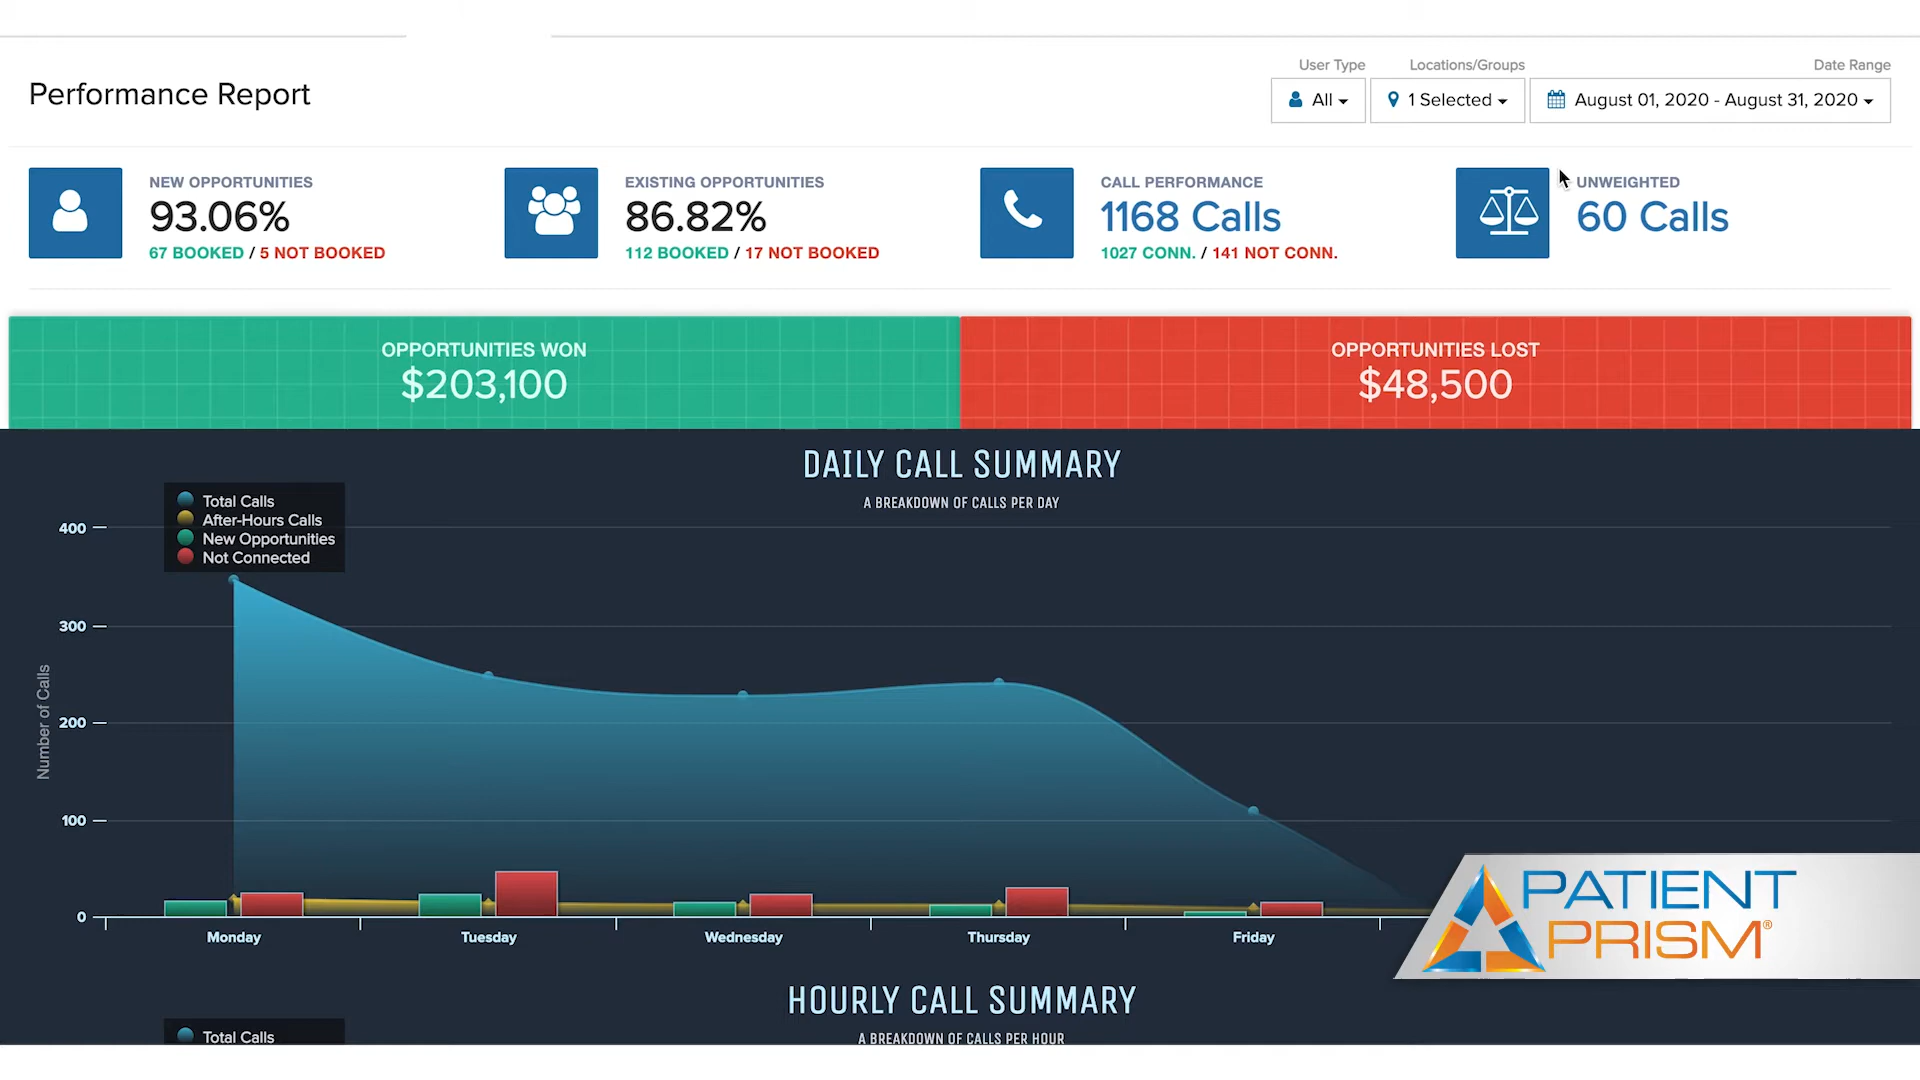 User Type
Locations/Groups
Date Range
Performance Report
All
1 Selected
August 01, 2020 - August 31, 2020
NEW OPPORTUNITIES
93.06%
67 BOOKED / 5 NOT BOOKED
EXISTING OPPORTUNITIES
86.82%
112 BOOKED / 17 NOT BOOKED
CALL PERFORMANCE
1168 Calls
1027 CONN. / 141 NOT CONN.
UNWEIGHTED
60 Calls
OPPORTUNITIES WON
$203,100
OPPORTUNITIES LOST
$48,500
DAILY CALL SUMMARY
A BREAKDOWN OF CALLS PER DAY
Total Calls
After-Hours Calls
New Opportunities
Not Connected
Number of Calls
400
300
200
100
0
Monday
Tuesday
Wednesday
Thursday
Friday
PATIENT
PRISM®
HOURLY CALL SUMMARY
A BREAKDOWN OF CALLS PER HOUR
Total Calls